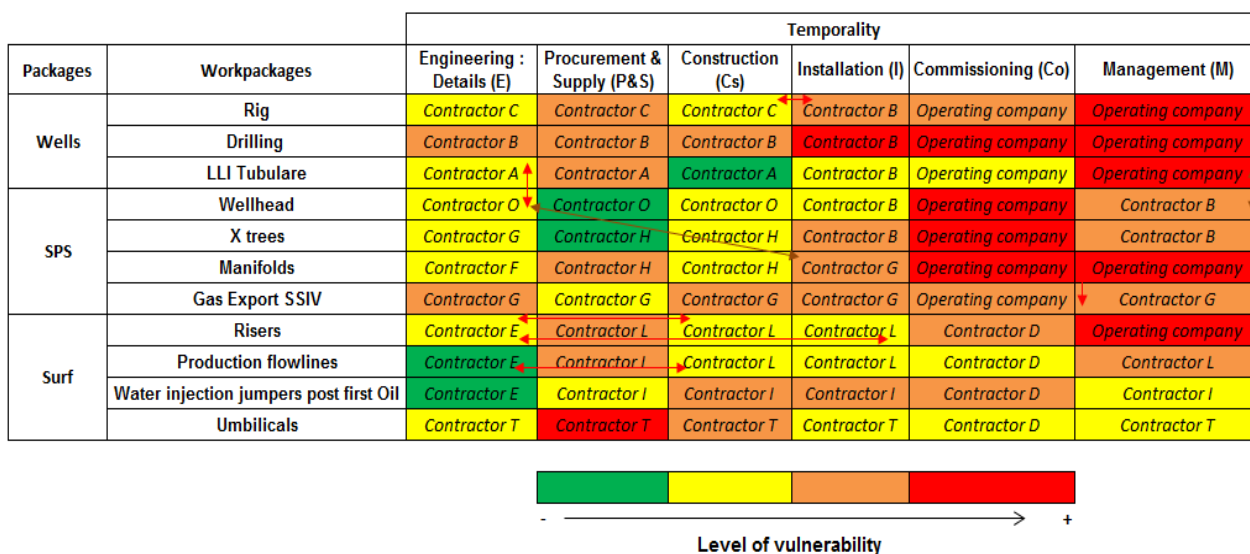 Temporality
Packages Workpackages Engineering : Details (E) Procurement & Supply (P&S) Construction (Cs) Installation (I) Commissioning (Co) Management (M)
Wells
Rig Contractor C Contractor C Contractor C Contractor B Operating company Operating company
Drilling Contractor B Contractor B Contractor B Contractor B Operating company Operating company
LLI Tubulare Contractor A Contractor A Contractor A Contractor B Operating company Operating company
SPS
Wellhead Contractor O Contractor O Contractor O Contractor B Operating company Contractor B
X trees Contractor G Contractor H Contractor H Contractor B Operating company Contractor B
Manifolds Contractor F Contractor H Contractor H Contractor G Operating company Operating company
Gas Export SSIV Contractor G Contractor G Contractor G Contractor G Operating company Contractor G
Surf
Risers Contractor E Contractor L Contractor L Contractor L Contractor D Operating company
Production flowlines Contractor E Contractor I Contractor L Contractor L Contractor D Contractor L
Water injection jumpers post first Oil Contractor E Contractor I Contractor I Contractor I Contractor D Contractor I
Umbilicals Contractor T Contractor T Contractor T Contractor T Contractor D Contractor T
- +
Level of vulnerability